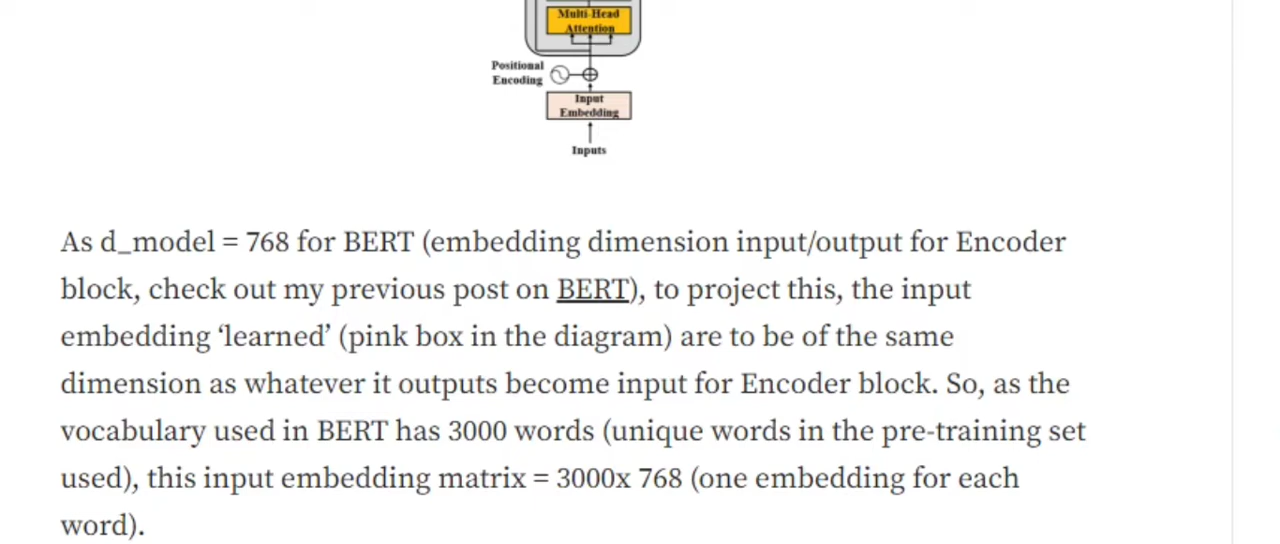 Multi-Head
Attention
Positional
Encoding
Input
Embedding
Inputs
As d_model = 768 for BERT (embedding dimension input/output for Encoder
block, check out my previous post on BERT), to project this, the input
embedding ‘learned’ (pink box in the diagram) are to be of the same
dimension as whatever it outputs become input for Encoder block. So, as the
vocabulary used in BERT has 3000 words (unique words in the pre-training set
used), this input embedding matrix = 3000x 768 (one embedding for each
word).